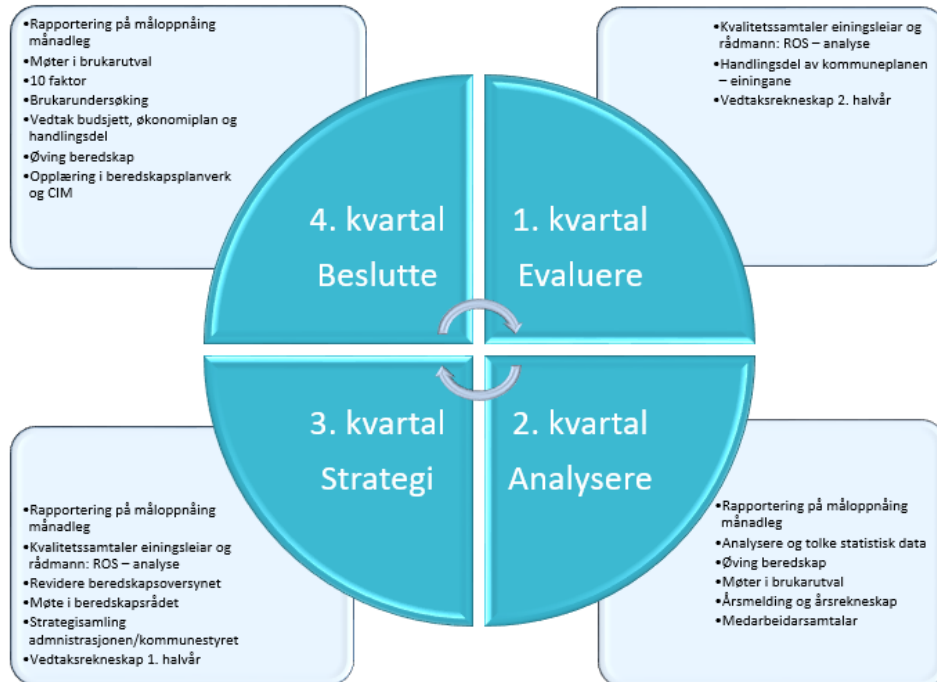 •Rapportering på måloppnåing
månadleg
•Møter i brukarutval
•10 faktor
•Brukarundersøking
•Vedtak budsjett, økonomiplan og
handlingsdel
•Øving beredskap
•Opplæring i beredskapsplanverk
og CIM
•Kvalitetssamtaler einingsleiar og
rådmann: ROS – analyse
•Handlingsdel av kommuneplanen
– einingane
•Vedtaksrekneskap 2. halvår
4. kvartal
Beslutte
1. kvartal
Evaluere
3. kvartal
Strategi
2. kvartal
Analysere
•Rapportering på måloppnåing
månadleg
•Kvalitetssamtaler einingsleiar og
rådmann: ROS – analyse
•Revidere beredskapsoversynet
•Møte i beredskapsrådet
•Strategisamling
admnistrasjonen/kommunestyret
•Vedtaksrekneskap 1. halvår
•Rapportering på måloppnåing
månadleg
•Analysere og tolke statistisk data
•Øving beredskap
•Møter i brukarutval
•Årsmelding og årsrekneskap
•Medarbeidarsamtalar